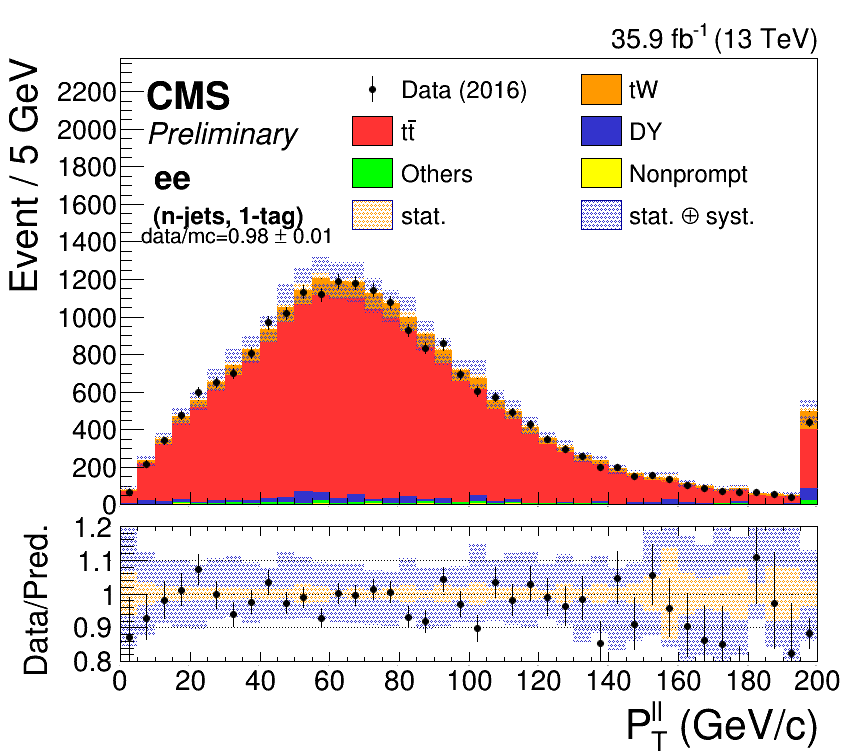 35.9 fb⁻¹ (13 TeV)
Event / 5 GeV
2200
2000
1800
1600
1400
1200
1000
800
600
400
200
0
CMS
Preliminary
ee
(n-jets, 1-tag)
data/mc=0.98 ± 0.01
Data (2016)
tW
tt̄
DY
Others
Nonprompt
stat.
stat. ⊕ syst.
Data/Pred.
1.2
1.1
1
0.9
0.8
0 20 40 60 80 100 120 140 160 180 200
P_T^ll (GeV/c)